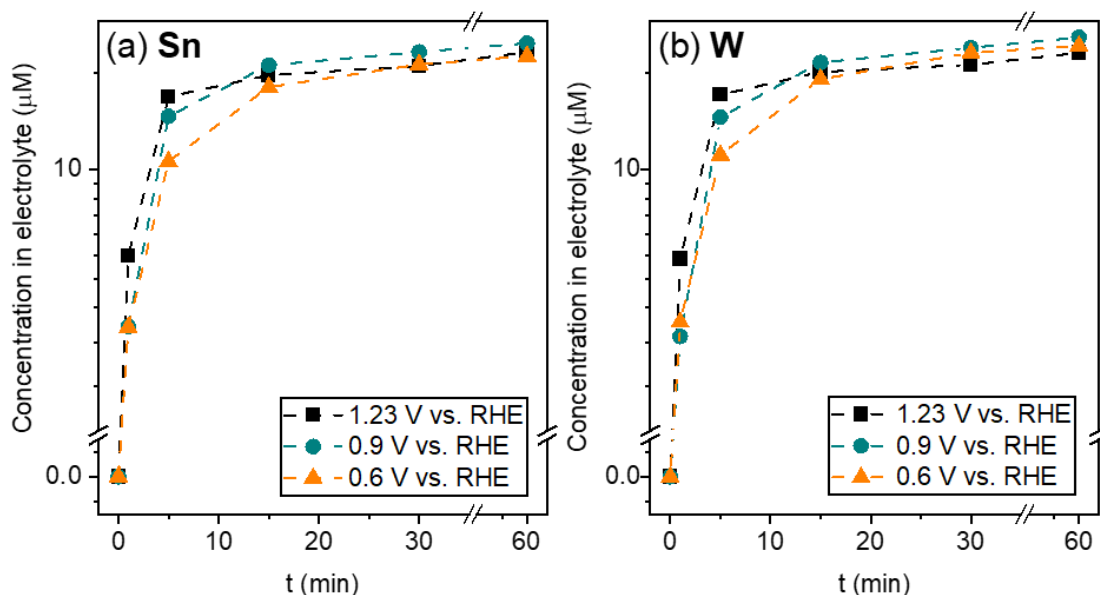 (a) Sn
Concentration in electrolyte (μM)
10
0.0
1.23 V vs. RHE
0.9 V vs. RHE
0.6 V vs. RHE
0 10 20 30 60
t (min)
(b) W
Concentration in electrolyte (μM)
10
0.0
1.23 V vs. RHE
0.9 V vs. RHE
0.6 V vs. RHE
0 10 20 30 60
t (min)